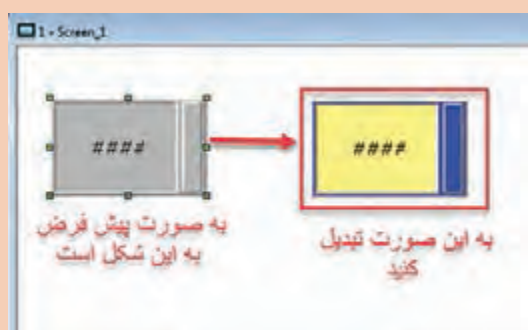 1 - Screen_1
####
####
به صورت پیش فرض
به این شکل است
به این صورت تبدیل
کنید